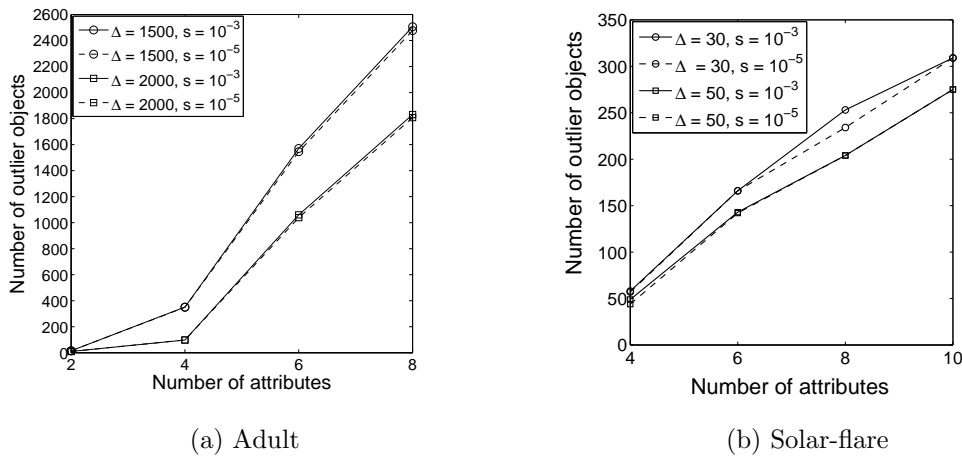 2600
2400
2200
2000
1800
1600
1400
1200
1000
800
600
400
200
0
Number of outlier objects
Δ = 1500, s = 10⁻³
Δ = 1500, s = 10⁻⁵
Δ = 2000, s = 10⁻³
Δ = 2000, s = 10⁻⁵
2 4 6 8
Number of attributes
(a) Adult
350
300
250
200
150
100
50
0
Number of outlier objects
Δ = 30, s = 10⁻³
Δ = 30, s = 10⁻⁵
Δ = 50, s = 10⁻³
Δ = 50, s = 10⁻⁵
4 6 8 10
Number of attributes
(b) Solar-flare